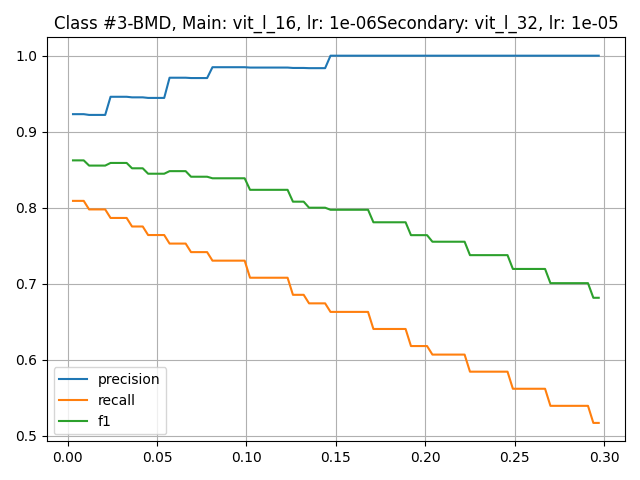 Class #3-BMD, Main: vit_l_16, lr: 1e-06Secondary: vit_l_32, lr: 1e-05
1.0
0.9
0.8
0.7
0.6
0.5
precision
recall
f1
0.00 0.05 0.10 0.15 0.20 0.25 0.30